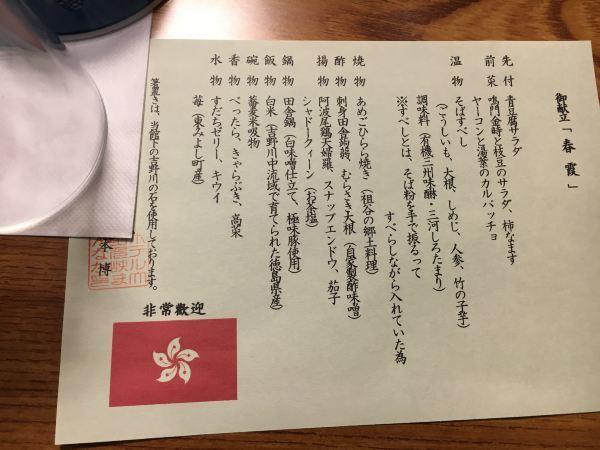 御献立「春霞」
先付 青豆腐サラダ
前菜 鳴門金時と枝豆のサラダ、柿なます
ヤーコンと湯葉のカルパッチョ
温物 そばすべし
(ごうしいも、大根、しめじ、人参、竹の子芋)
調味料(有機三州味醂・三河しろたまり)
※すべしとは、そば粉を手で振るって
すべらしながら入れていた為
焼物 あめごひらら焼き(祖谷の郷土料理)
酢物 刺身田舎蒟蒻、むらさき大根(自家製酢味噌)
揚物 阿波尾鶏天婦羅、スナップエンドウ、茄子
シャドークィーン(お茶塩)
鍋物 田舎鍋(白味噌仕立て、極味豚使用)
飯物 白米(吉野川中流域で育てられた徳島県産)
碗物 蕎麦米吸物
香物 べったら、きゃらぶき、高菜
水物 すだちゼリー、キウイ
苺(東みよし町産)
箸置きは、当館下の吉野川の石を使用しております。
本 博
非常歡迎